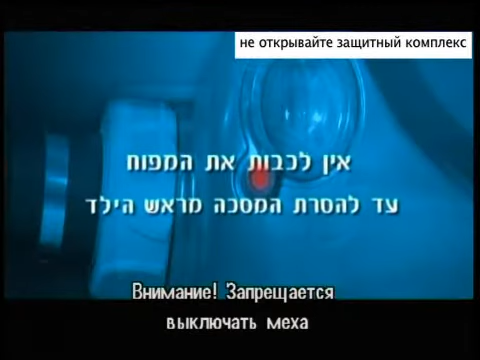 не открывайте защитный комплекс
אין לכבות את המפוח
עד להסרת המסכה מראש הילד
Внимание! Запрещается
выключать меха